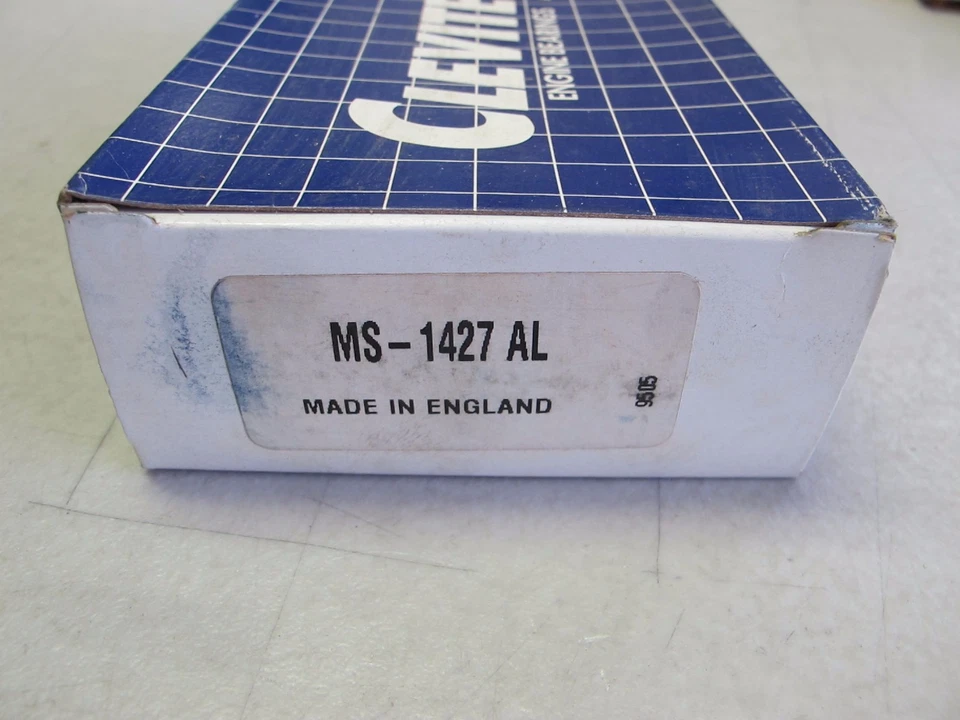 CLEVITE
ENGINE BEARINGS
MS-1427 AL
MADE IN ENGLAND
9505